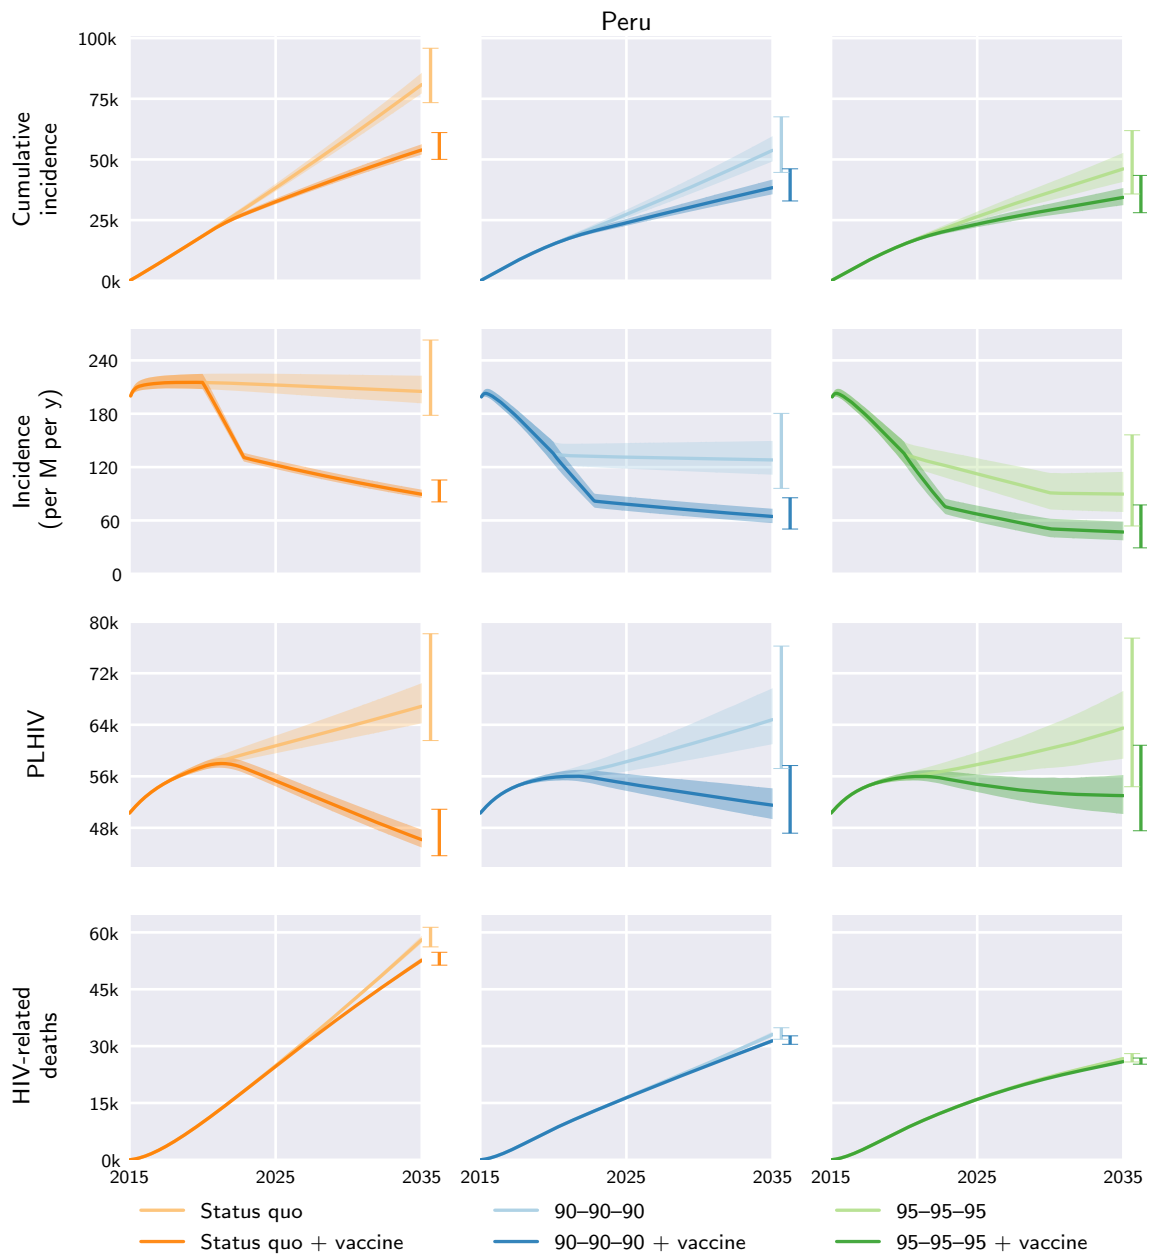 Peru
100k
75k
50k
25k
0k
Cumulative
incidence
240
180
120
60
0
Incidence
(per M per y)
80k
72k
64k
56k
48k
PLHIV
60k
45k
30k
15k
0k
HIV-related
deaths
2015 2025 2035 2015 2025 2035 2015 2025 2035
Status quo 90–90–90 95–95–95
Status quo + vaccine 90–90–90 + vaccine 95–95–95 + vaccine